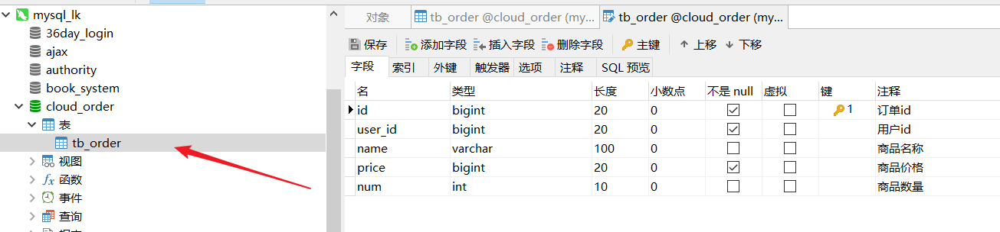 mysql_lk
36day_login
ajax
authority
book_system
cloud_order
表
tb_order
视图
fx 函数
事件
查询
对象
tb_order @cloud_order (my...
tb_order @cloud_order (my...
保存 添加字段 插入字段 删除字段 主键 上移 下移
字段 索引 外键 触发器 选项 注释 SQL 预览
名 类型 长度 小数点 不是 null 虚拟 键 注释
id bigint 20 0 1 订单id
user_id bigint 20 0 用户id
name varchar 100 0 商品名称
price bigint 20 0 商品价格
num int 10 0 商品数量